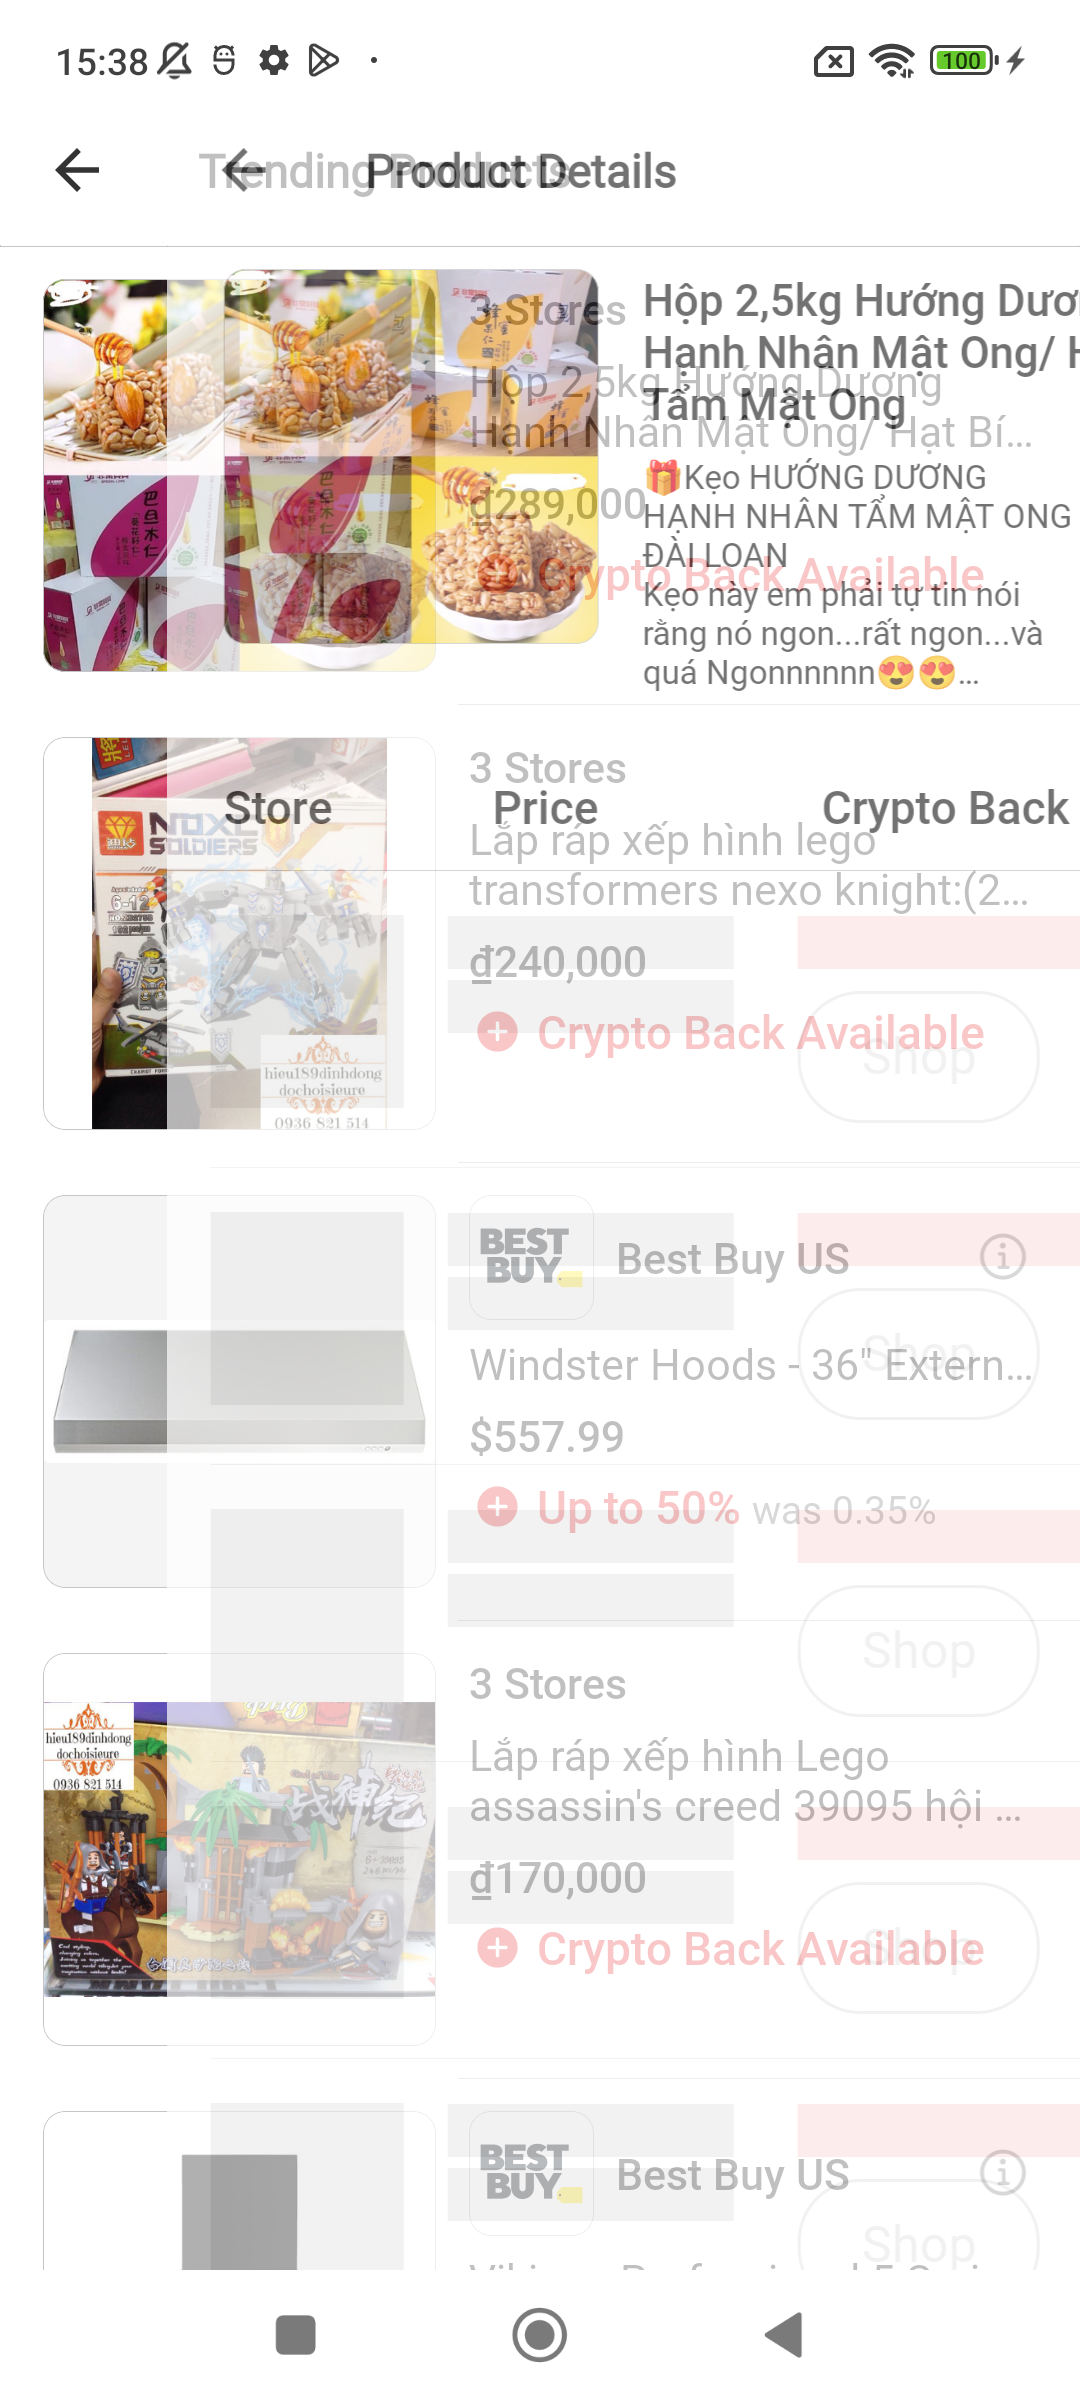 15:38
100
Trending Products
Product Details
3 Stores
Hộp 2,5kg Hướng Dương
Hạnh Nhân Mật Ong/ Hạt Bí...
₫289,000
Crypto Back Available
Hộp 2,5kg Hướng Dươ
Hạnh Nhân Mật Ong/ H
Tẩm Mật Ong
🎁Kẹo HƯỚNG DƯƠNG
HẠNH NHÂN TẨM MẬT ONG
ĐÀI LOAN
Kẹo này em phải tự tin nói
rằng nó ngon...rất ngon...và
quá Ngonnnnnn😍😍...
Store
Price
Crypto Back
3 Stores
Lắp ráp xếp hình lego
transformers nexo knight:(2...
₫240,000
Crypto Back Available
Shop
SOLDIERS
6-12
hieu189dinhdong
dochoisieure
0936 821 514
BEST
BUY
Best Buy US
Windster Hoods - 36" Extern...
$557.99
Up to 50% was 0.35%
Shop
Shop
3 Stores
Lắp ráp xếp hình Lego
assassin's creed 39095 hội ...
₫170,000
Crypto Back Available
Shop
hieu189dinhdong
dochoisieure
0936 821 514
战神纪
BEST
BUY
Best Buy US
Shop